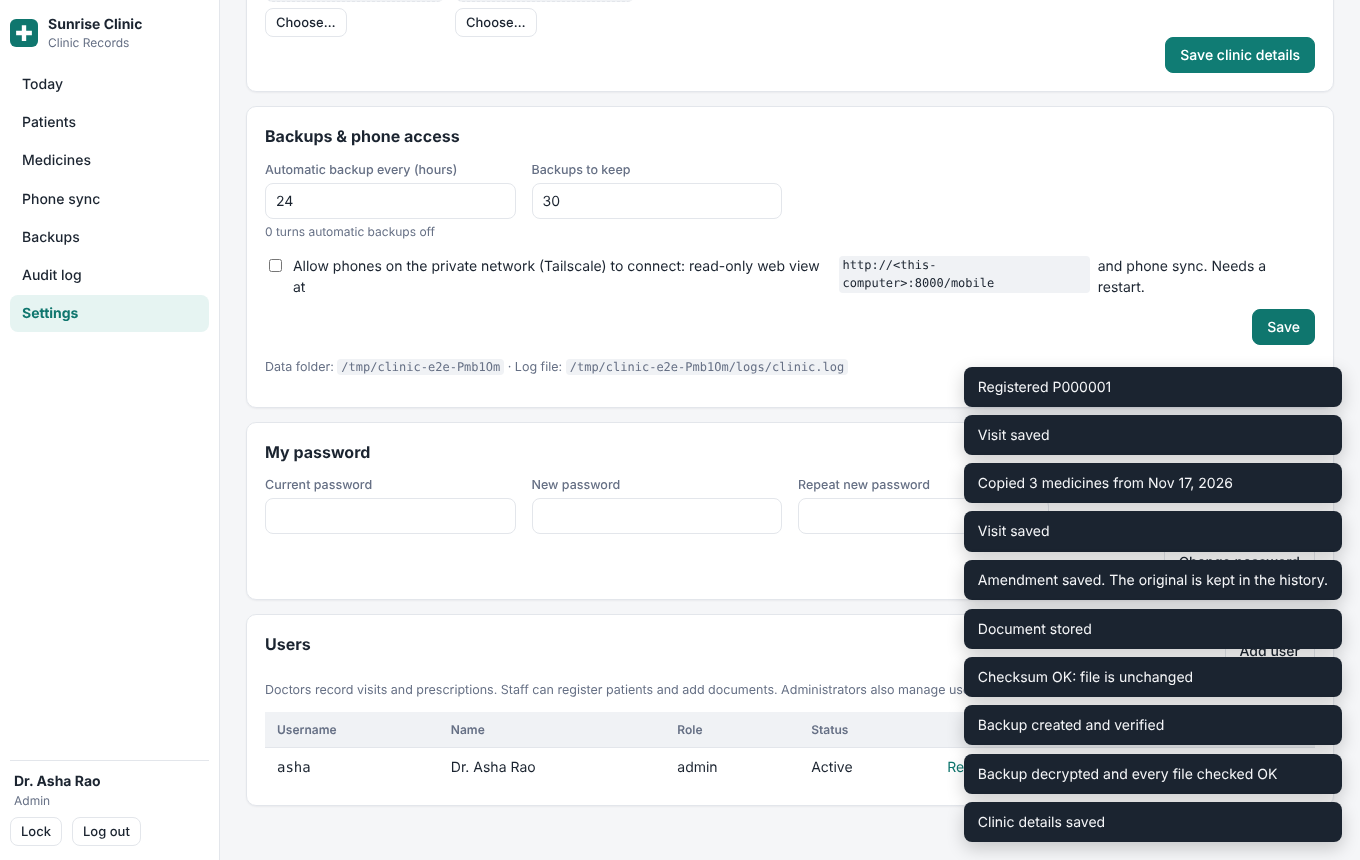 Sunrise Clinic
Clinic Records
Today
Patients
Medicines
Phone sync
Backups
Audit log
Settings
Dr. Asha Rao
Admin
Lock
Log out
Choose...
Choose...
Save clinic details
Backups & phone access
Automatic backup every (hours)
Backups to keep
24
30
0 turns automatic backups off
Allow phones on the private network (Tailscale) to connect: read-only web view at
http://<this-computer>:8000/mobile
and phone sync. Needs a restart.
Save
Data folder: /tmp/clinic-e2e-Pmb1Om · Log file: /tmp/clinic-e2e-Pmb1Om/logs/clinic.log
My password
Current password
New password
Repeat new password
Users
Add user
Doctors record visits and prescriptions. Staff can register patients and add documents. Administrators also manage
Username
Name
Role
Status
asha
Dr. Asha Rao
admin
Active
Registered P000001
Visit saved
Copied 3 medicines from Nov 17, 2026
Visit saved
Amendment saved. The original is kept in the history.
Document stored
Checksum OK: file is unchanged
Backup created and verified
Backup decrypted and every file checked OK
Clinic details saved